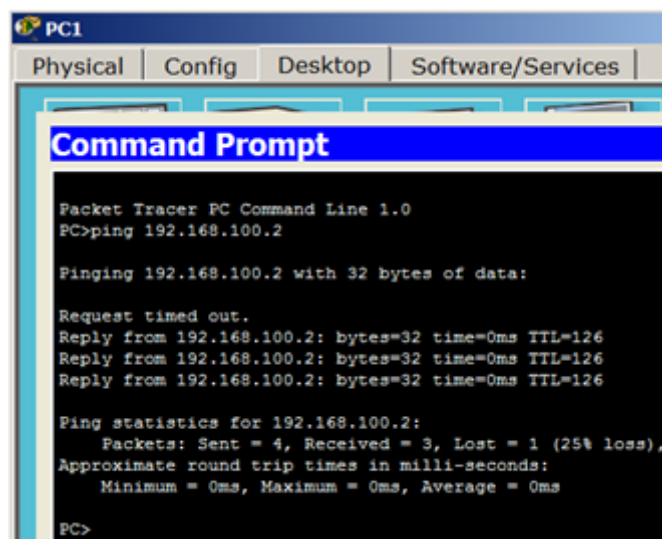 PC1
Physical Config Desktop Software/Services
Command Prompt
Packet Tracer PC Command Line 1.0
PC>ping 192.168.100.2
Pinging 192.168.100.2 with 32 bytes of data:
Request timed out.
Reply from 192.168.100.2: bytes=32 time=0ms TTL=126
Reply from 192.168.100.2: bytes=32 time=0ms TTL=126
Reply from 192.168.100.2: bytes=32 time=0ms TTL=126
Ping statistics for 192.168.100.2:
Packets: Sent = 4, Received = 3, Lost = 1 (25% loss),
Approximate round trip times in milli-seconds:
Minimum = 0ms, Maximum = 0ms, Average = 0ms
PC>